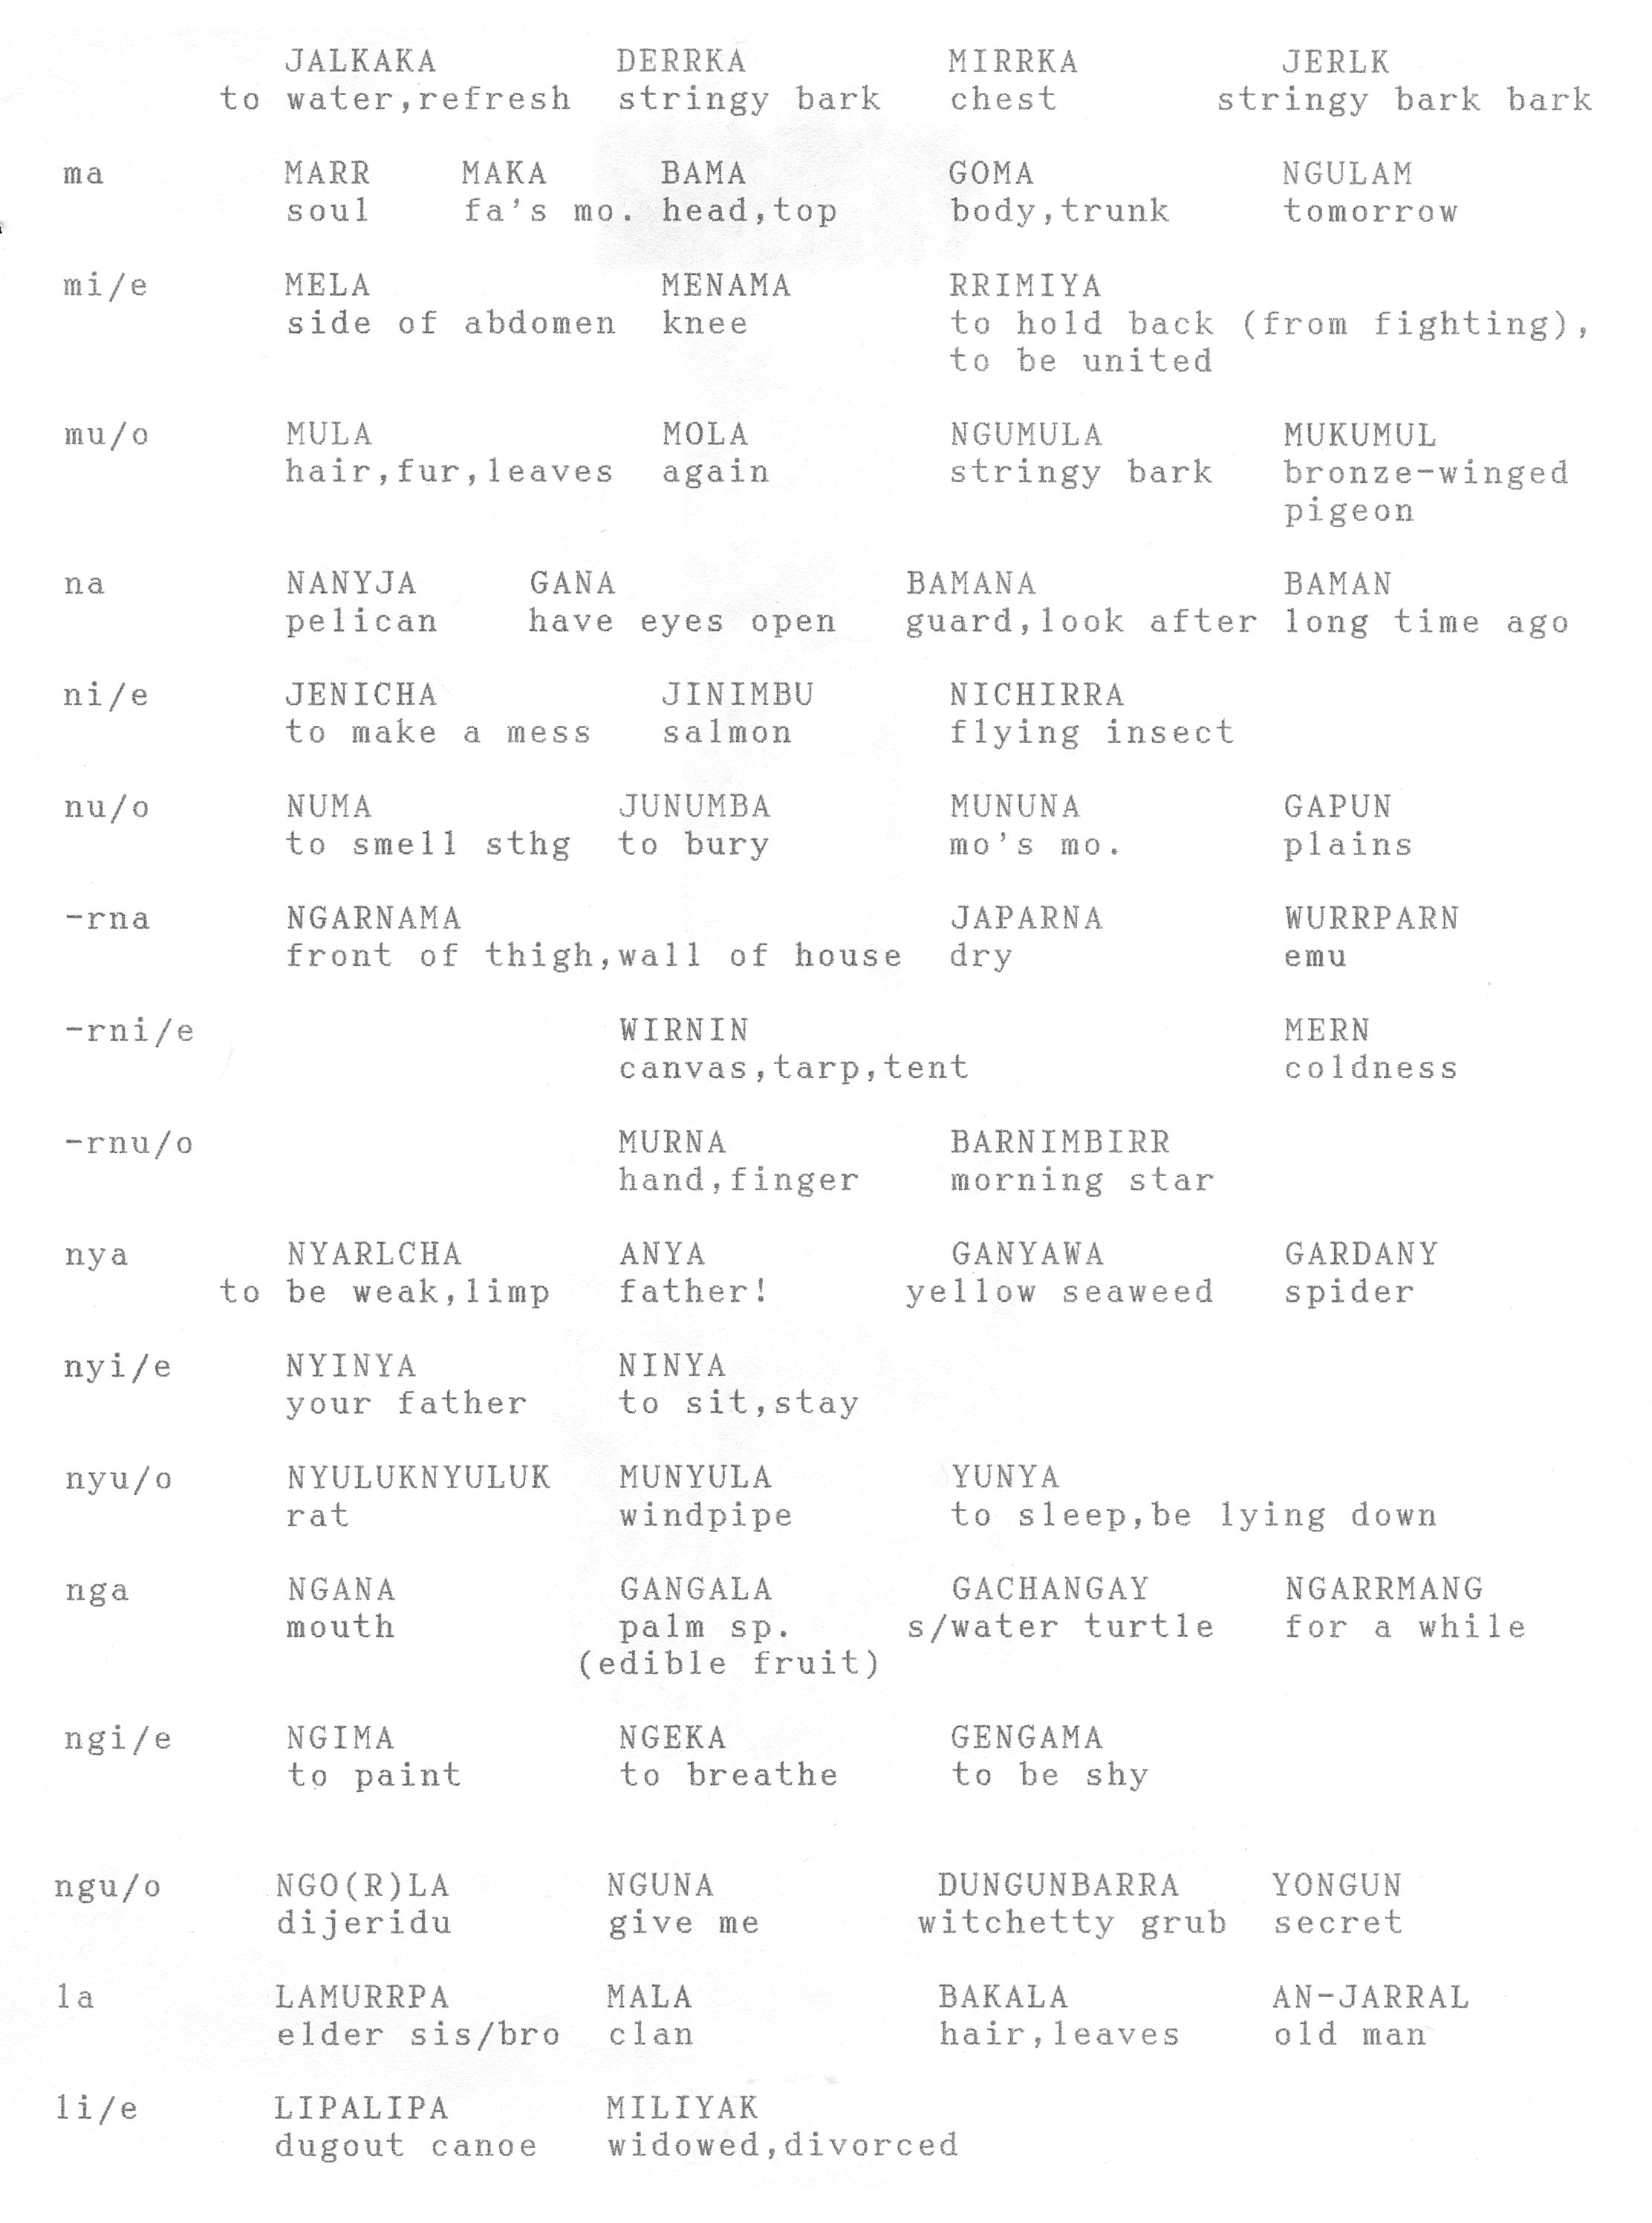 JALKAKA DERRKA MIRRKA JERLK
to water,refresh stringy bark chest stringy bark bark
ma MARR MAKA BAMA GOMA NGULAM
soul fa's mo. head,top body,trunk tomorrow
mi/e MELA MENAMA RRIMIYA
side of abdomen knee to hold back (from fighting),
to be united
mu/o MULA MOLA NGUMULA MUKUMUL
hair,fur,leaves again stringy bark bronze-winged
pigeon
na NANYJA GANA BAMANA BAMAN
pelican have eyes open guard,look after long time ago
ni/e JENICHA JINIMBU NICHIRRA
to make a mess salmon flying insect
nu/o NUMA JUNUMBA MUNUNA GAPUN
to smell sthg to bury mo's mo. plains
-rna NGARNAMA JAPARNA WURRPARN
front of thigh,wall of house dry emu
-rni/e WIRNIN MERN
canvas,tarp,tent coldness
-rnu/o MURNA BARNIMBIRR
hand,finger morning star
nya NYARLCHA ANYA GANYAWA GARDANY
to be weak,limp father! yellow seaweed spider
nyi/e NYINYA NINYA
your father to sit,stay
nyu/o NYULUKNYULUK MUNYULA YUNYA
rat windpipe to sleep,be lying down
nga NGANA GANGALA GACHANGAY NGARRMANG
mouth palm sp. s/water turtle for a while
(edible fruit)
ngi/e NGIMA NGEKA GENGAMA
to paint to breathe to be shy
ngu/o NGO(R)LA NGUNA DUNGUNBARRA YONGUN
dijeridu give me witchetty grub secret
la LAMURRPA MALA BAKALA AN-JARRAL
elder sis/bro clan hair,leaves old man
li/e LIPALIPA MILIYAK
dugout canoe widowed,divorced